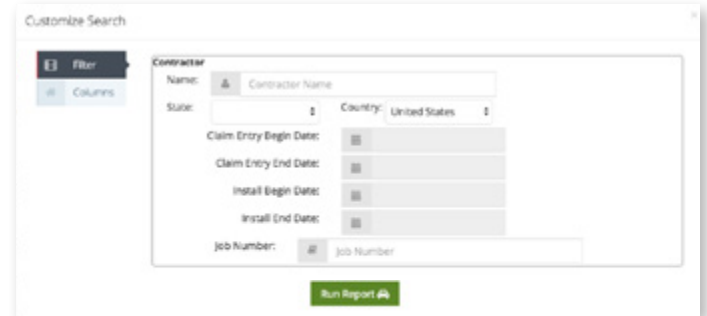 Customize Search
×
Filter
Columns
Contractor
Name: Contractor Name
State: Country: United States
Claim Entry Begin Date:
Claim Entry End Date:
Install Begin Date:
Install End Date:
Job Number: Job Number
Run Report